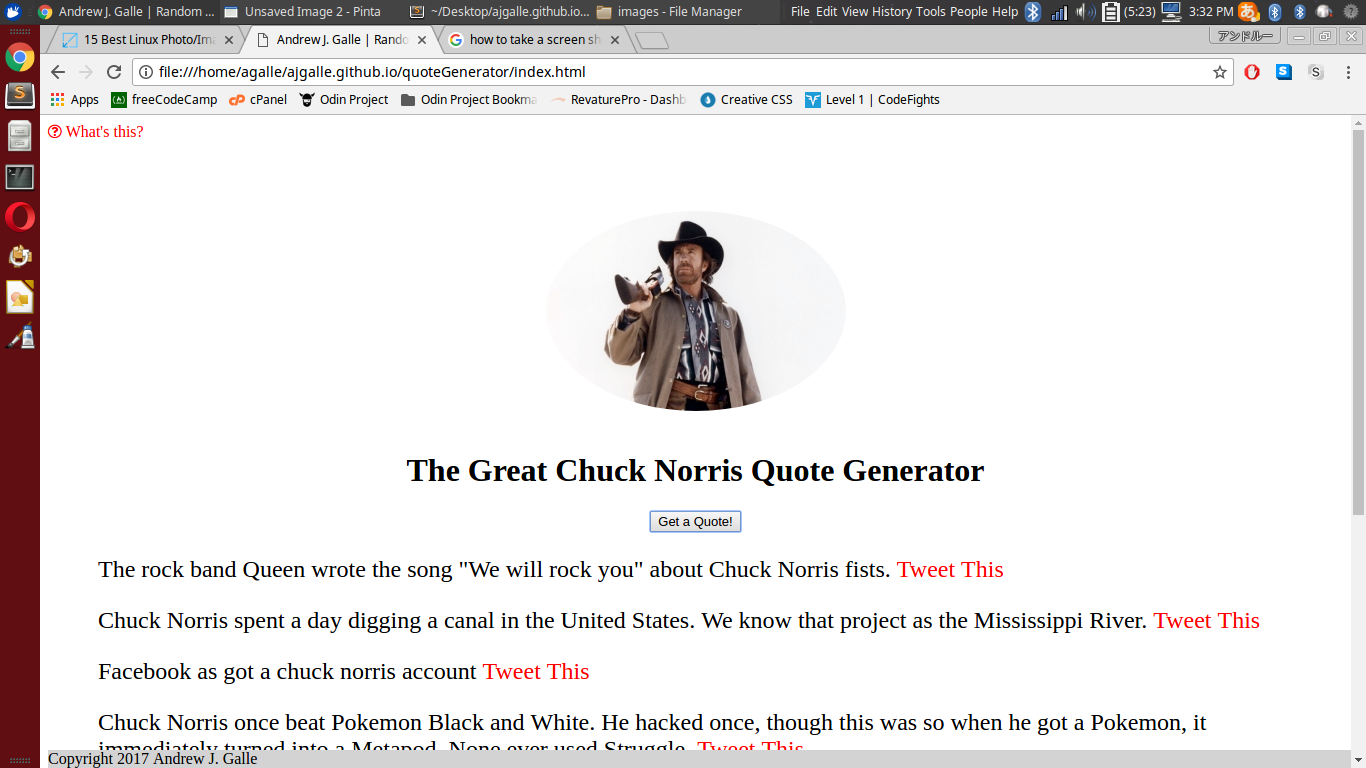 Andrew J. Galle | Random ... Unsaved Image 2 - Pinta ~/Desktop/ajgalle.github.io... images - File Manager File Edit View History Tools People Help (5:23) 3:32 PM あ
15 Best Linux Photo/Ima Andrew J. Galle | Rando how to take a screen sh アンドルー
file:///home/agalle/ajgalle.github.io/quoteGenerator/index.html
Apps freeCodeCamp cPanel Odin Project Odin Project Bookma RevaturePro - Dashb Creative CSS Level 1 | CodeFights
What's this?
The Great Chuck Norris Quote Generator
Get a Quote!
The rock band Queen wrote the song "We will rock you" about Chuck Norris fists. Tweet This
Chuck Norris spent a day digging a canal in the United States. We know that project as the Mississippi River. Tweet This
Facebook as got a chuck norris account Tweet This
Chuck Norris once beat Pokemon Black and White. He hacked once, though this was so when he got a Pokemon, it
immediately turned into a Metapod. None ever used Struggle. Tweet This
Copyright 2017 Andrew J. Galle